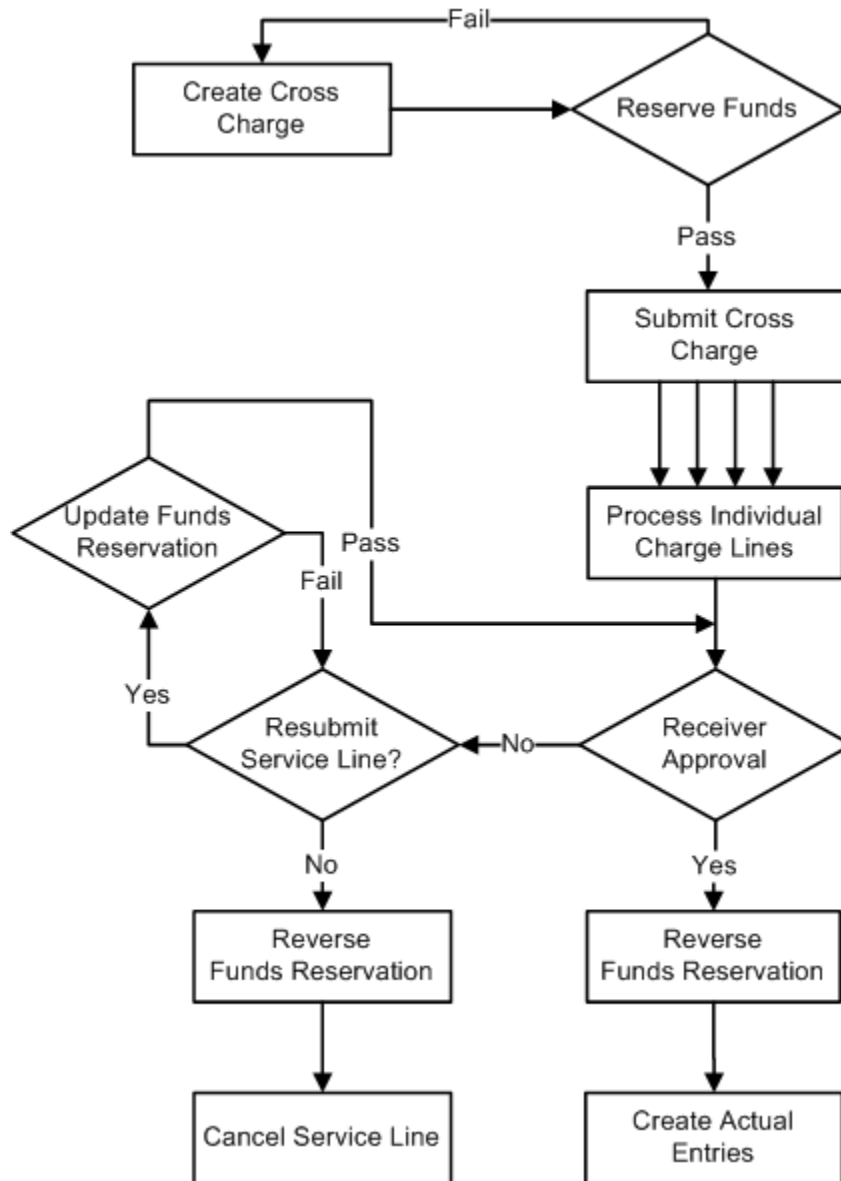 Fail
Create Cross
Charge
Reserve Funds
Pass
Submit Cross
Charge
Update Funds
Reservation
Pass
Process Individual
Charge Lines
Fail
Yes
Resubmit
Service Line?
No
Receiver
Approval
No
Yes
Reverse
Funds Reservation
Reverse
Funds Reservation
Cancel Service Line
Create Actual
Entries